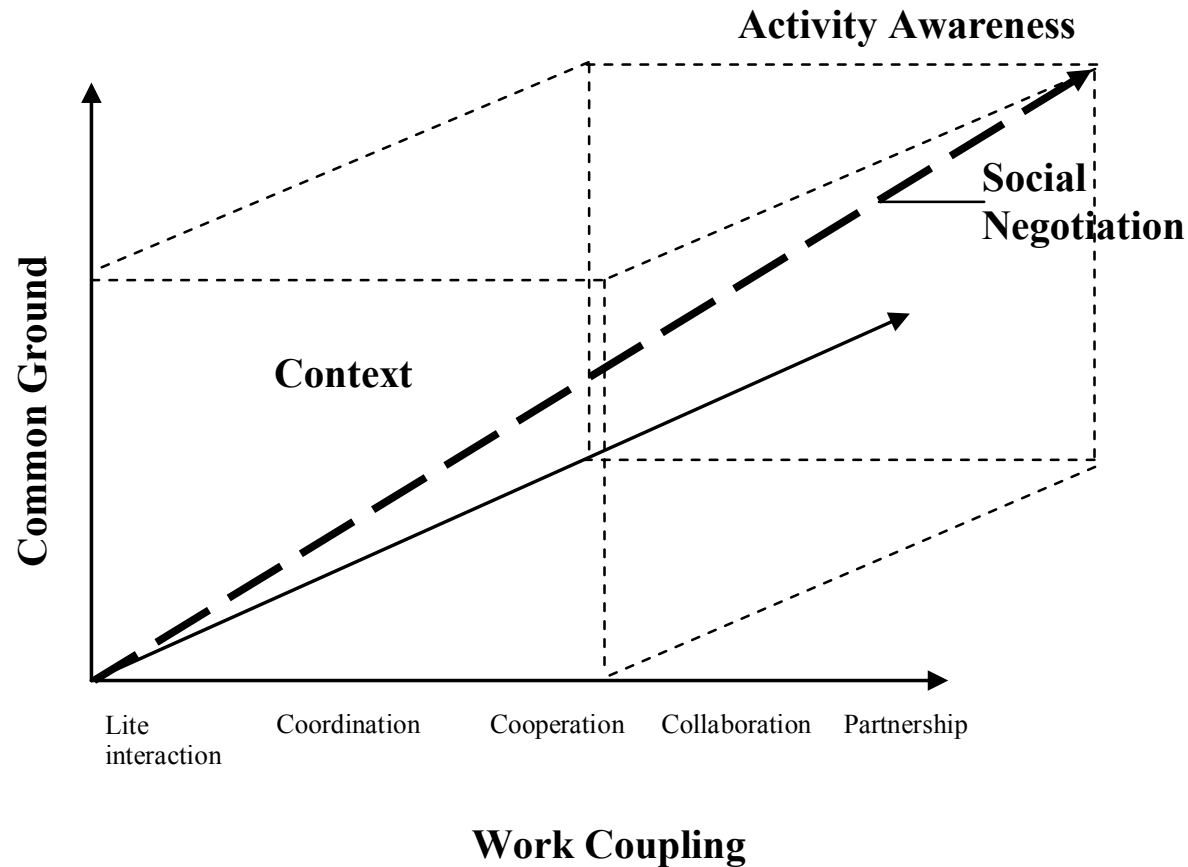 Activity Awareness
Social
Negotiation
Context
Common Ground
Lite
interaction
Coordination
Cooperation
Collaboration
Partnership
Work Coupling